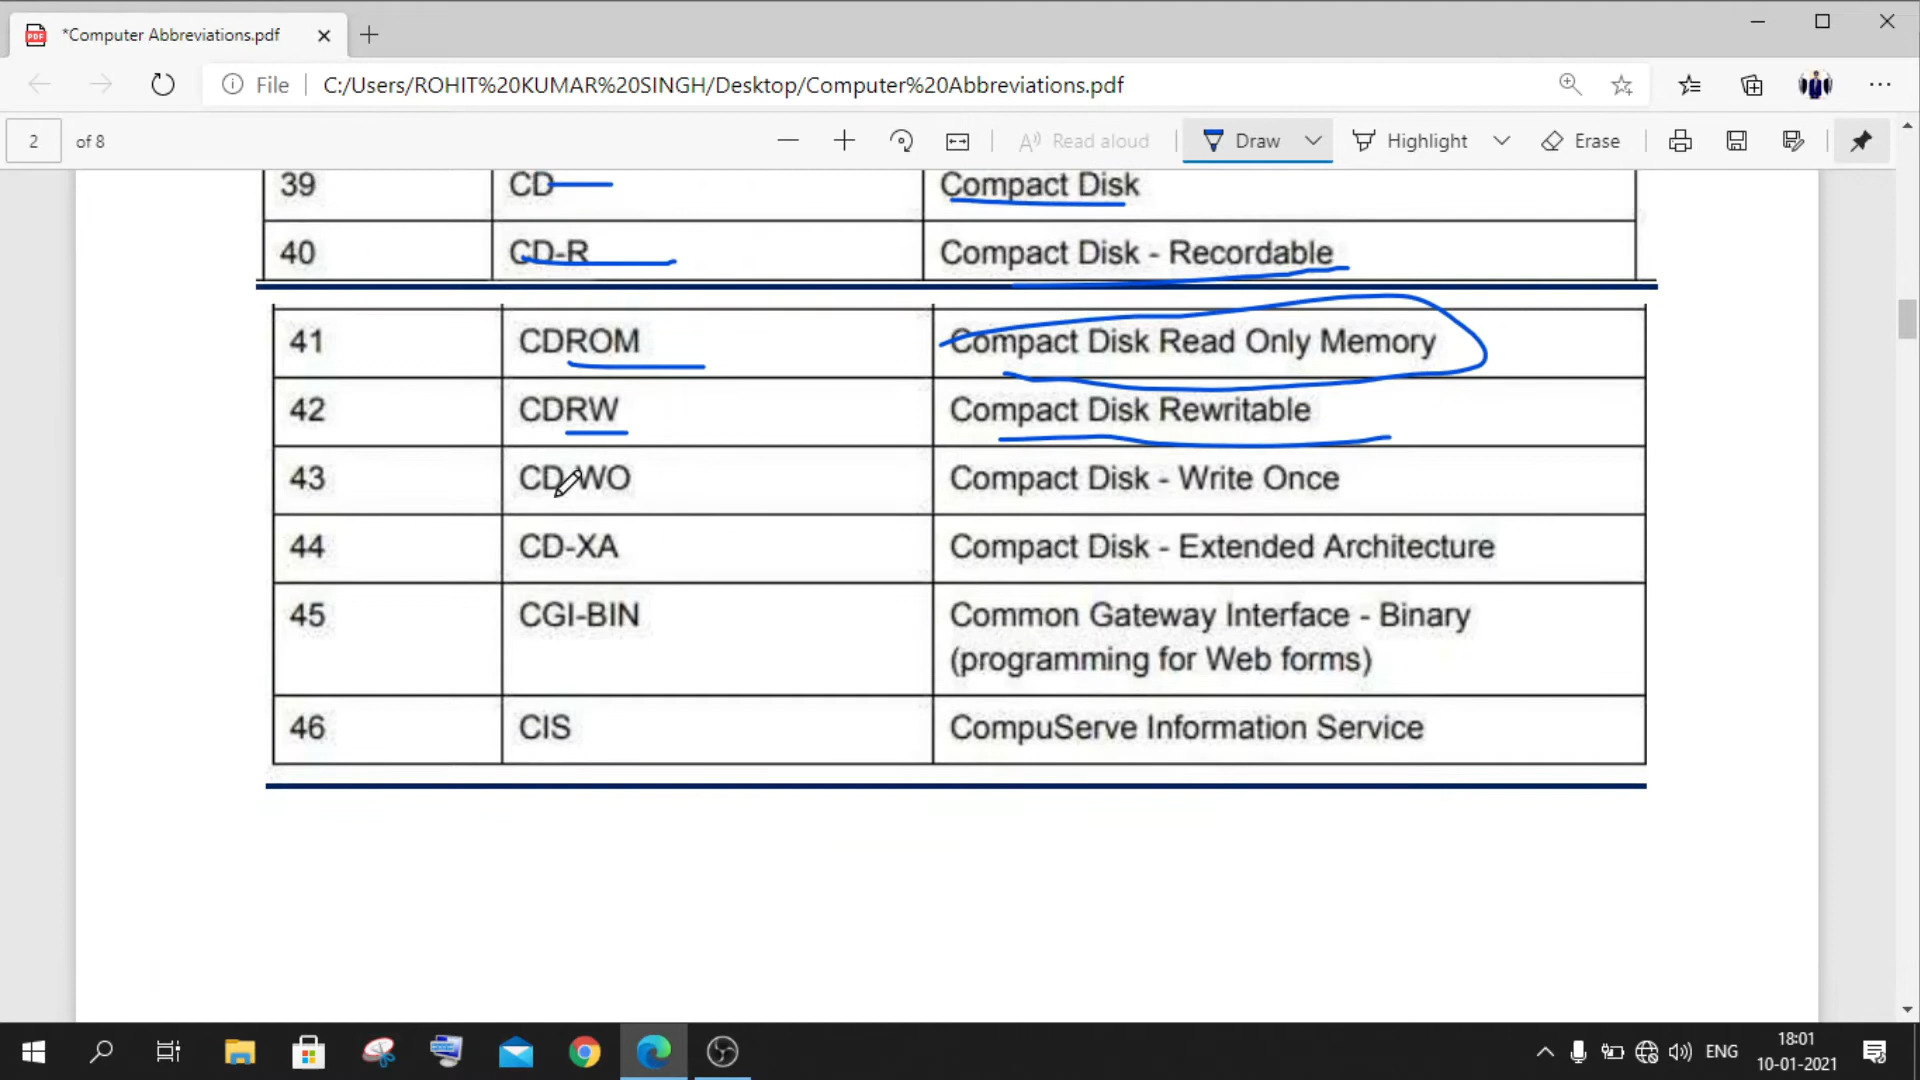 *Computer Abbreviations.pdf
File
C:/Users/ROHIT%20KUMAR%20SINGH/Desktop/Computer%20Abbreviations.pdf
2 of 8
Read aloud
Draw
Highlight
Erase
39 CD Compact Disk
40 CD-R Compact Disk - Recordable
41 CDROM Compact Disk Read Only Memory
42 CDRW Compact Disk Rewritable
43 CD-WO Compact Disk - Write Once
44 CD-XA Compact Disk - Extended Architecture
45 CGI-BIN Common Gateway Interface - Binary
(programming for Web forms)
46 CIS CompuServe Information Service
ENG
18:01
10-01-2021